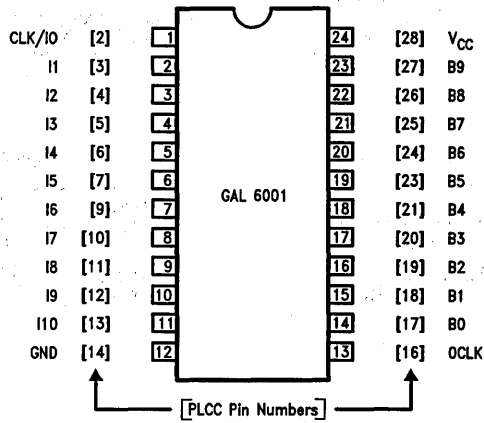 CLK/I0 [2] 1 24 [28] VCC
I1 [3] 2 23 [27] B9
I2 [4] 3 22 [26] B8
I3 [5] 4 21 [25] B7
I4 [6] 5 20 [24] B6
I5 [7] 6 19 [23] B5
I6 [9] 7 18 [21] B4
I7 [10] 8 17 [20] B3
I8 [11] 9 16 [19] B2
I9 [12] 10 15 [18] B1
I10 [13] 11 14 [17] B0
GND [14] 12 13 [16] OCLK
GAL 6001
[PLCC Pin Numbers]